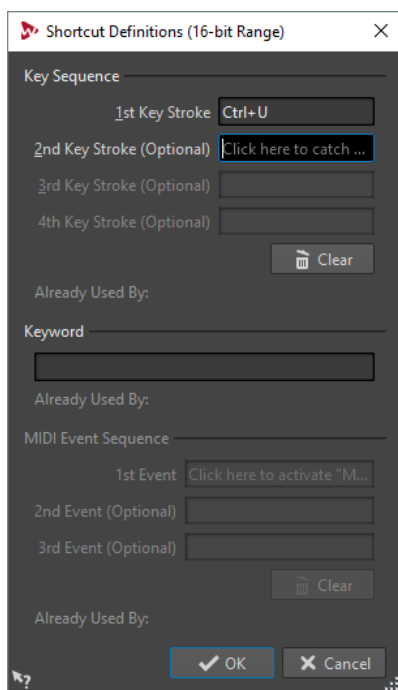 Shortcut Definitions (16-bit Range)
Key Sequence
1st Key Stroke Ctrl+U
2nd Key Stroke (Optional) Click here to catch ...
3rd Key Stroke (Optional)
4th Key Stroke (Optional)
Clear
Already Used By:
Keyword
Already Used By:
MIDI Event Sequence
1st Event Click here to activate "M...
2nd Event (Optional)
3rd Event (Optional)
Clear
Already Used By:
OK Cancel